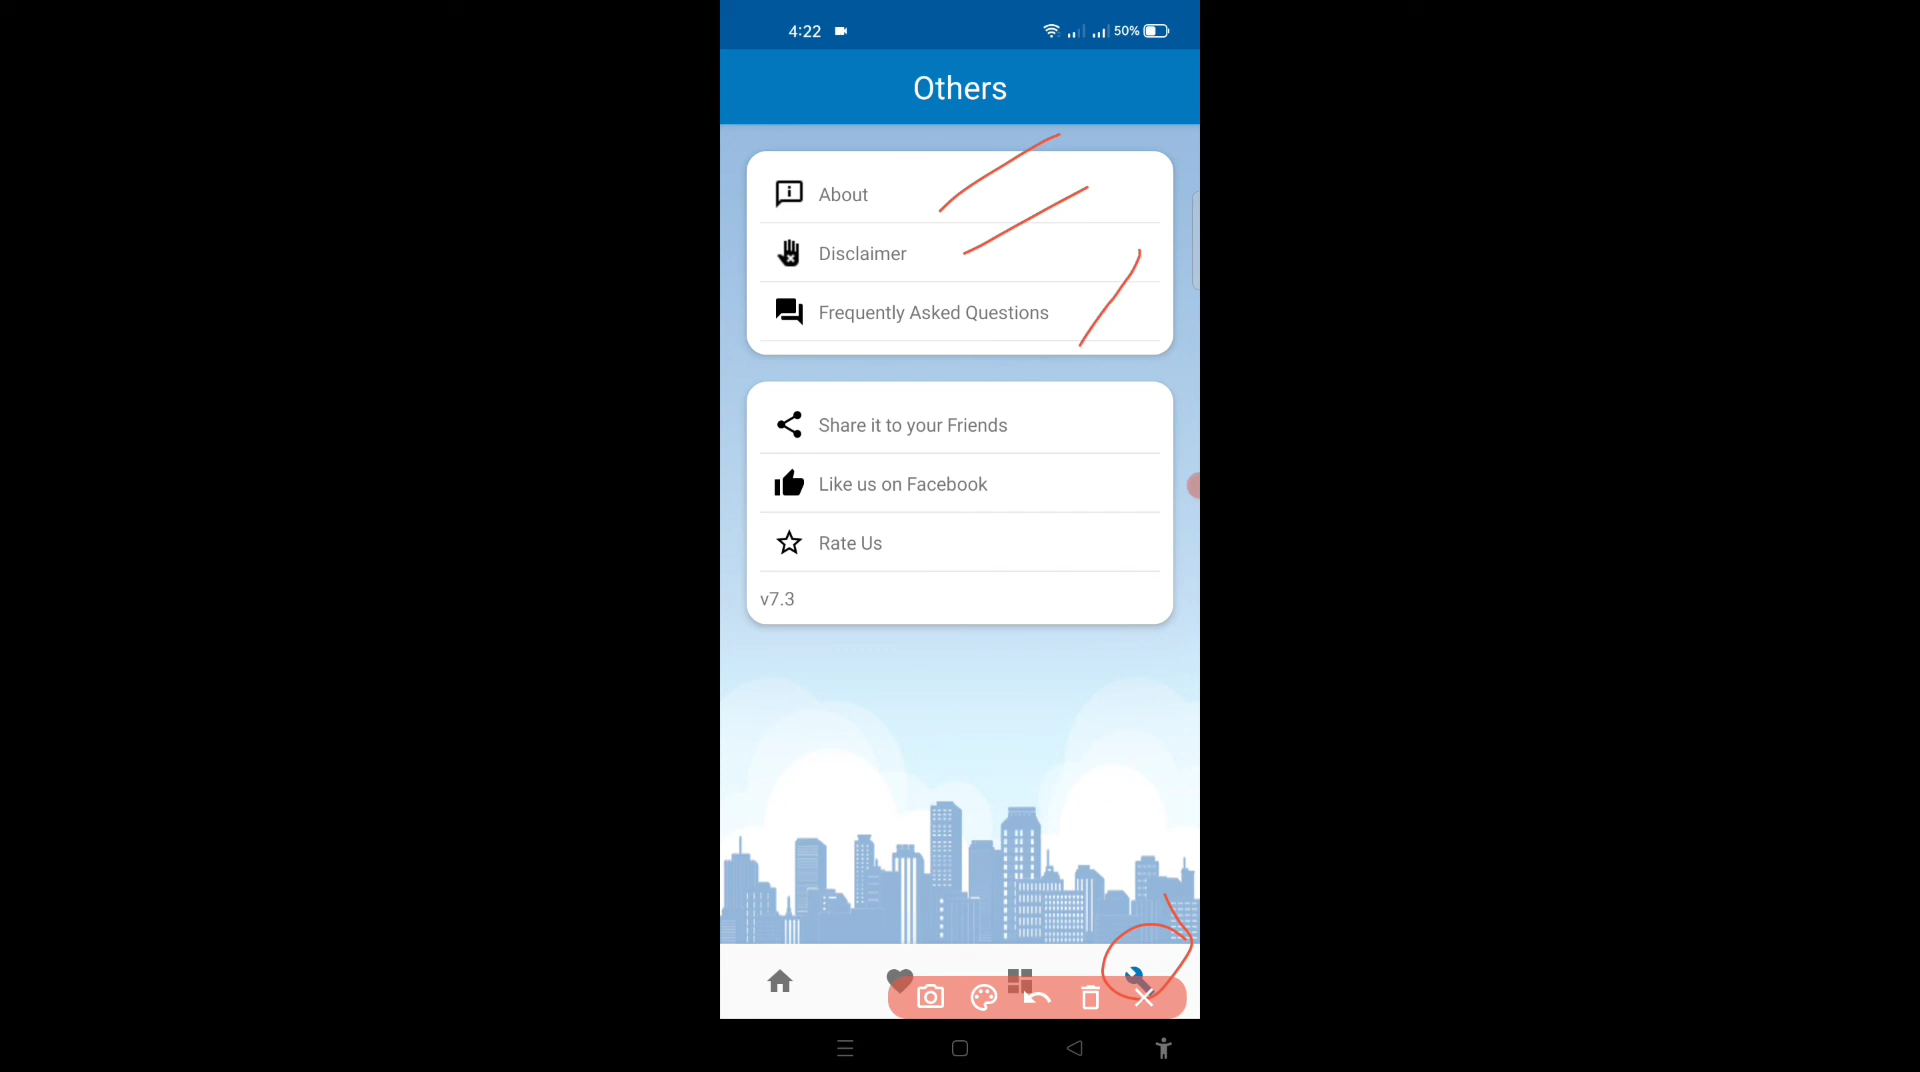 4:22
50%
Others
About
Disclaimer
Frequently Asked Questions
Share it to your Friends
Like us on Facebook
Rate Us
v7.3